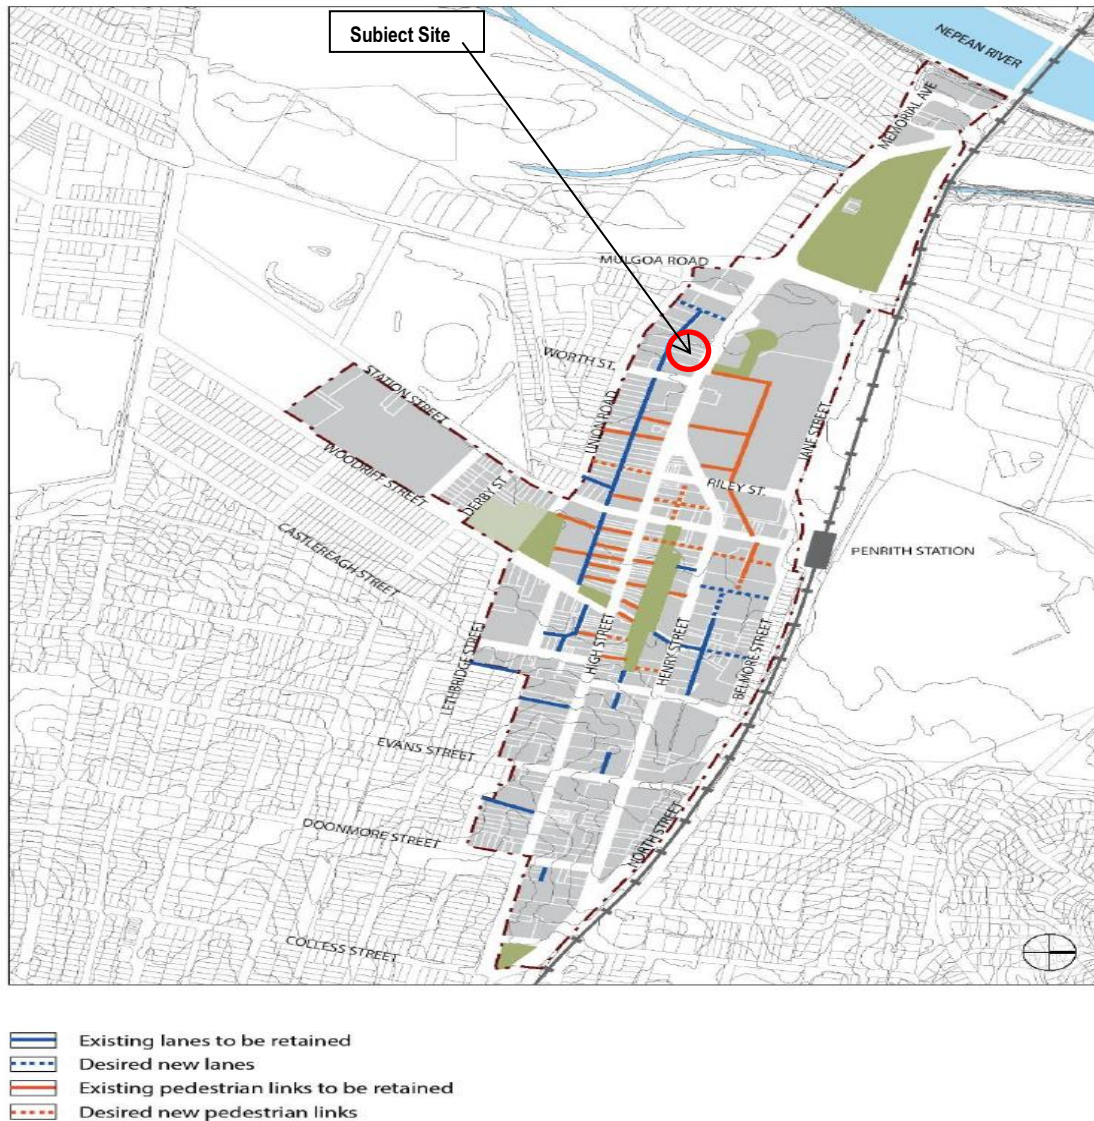 Subiect Site
NEPEAN RIVER
MEMORIAL AVE
MULGOA ROAD
WORTH ST.
STATION STREET
UNION ROAD
JANE STREET
WOODRIFF STREET
DERBY ST
RILEY ST.
CASTLEREAGH STREET
PENRITH STATION
LETHBRIDGE STREET
HIGH STREET
HENRY STREET
BELMORE STREET
EVANS STREET
DOONMORE STREET
NORTH STREET
COLLESS STREET
Existing lanes to be retained
Desired new lanes
Existing pedestrian links to be retained
Desired new pedestrian links